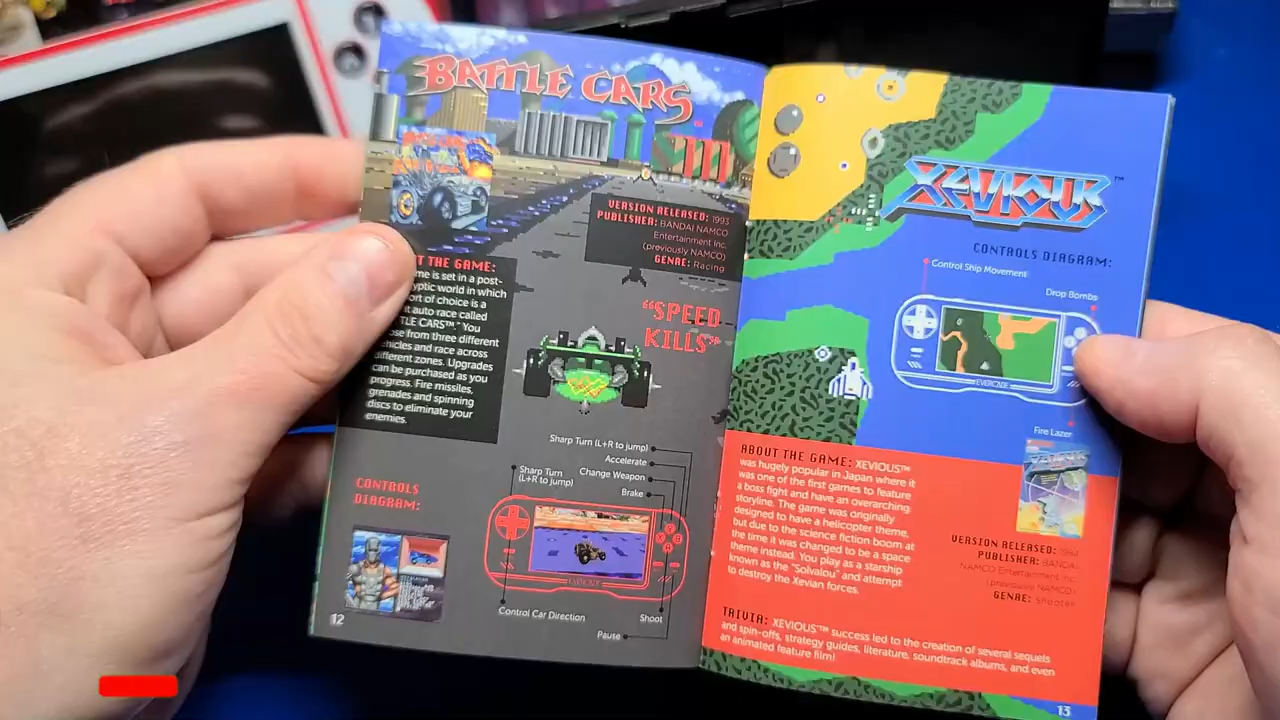 BATTLE CARS™
VERSION RELEASED: 1993
PUBLISHER: BANDAI NAMCO
Entertainment Inc.
(previously NAMCO)
GENRE: Racing
T THE GAME:
me is set in a post-
yptic world in which
ort of choice is a
t auto race called
TLE CARS™." You
ose from three different
ehicles and race across
different zones. Upgrades
can be purchased as you
progress. Fire missiles,
grenades and spinning
discs to eliminate your
enemies.
"SPEED
KILLS"
CONTROLS
DIAGRAM:
Sharp Turn (L+R to jump)
Accelerate
Change Weapon
Brake
Sharp Turn
(L+R to jump)
EVERCADE
Control Car Direction
Shoot
Pause
12
XEVIOUS™
CONTROLS DIAGRAM:
Control Ship Movement
Drop Bombs
EVERCADE
Fire Lazer
XEVIOUS
ABOUT THE GAME: XEVIOUS™
was hugely popular in Japan where it
was one of the first games to feature
a boss fight and have an overarching
storyline. The game was originally
designed to have a helicopter theme,
but due to the science fiction boom at
the time it was changed to be a space
theme instead. You play as a starship
known as the "Solvalou" and attempt
to destroy the Xevian forces.
VERSION RELEASED: 1984
PUBLISHER: BANDAI
NAMCO Entertainment Inc.
(previously NAMCO)
GENRE: Shooter
TRIVIA: XEVIOUS™ success led to the creation of several sequels
and spin-offs, strategy guides, literature, soundtrack albums, and even
an animated feature film!
13